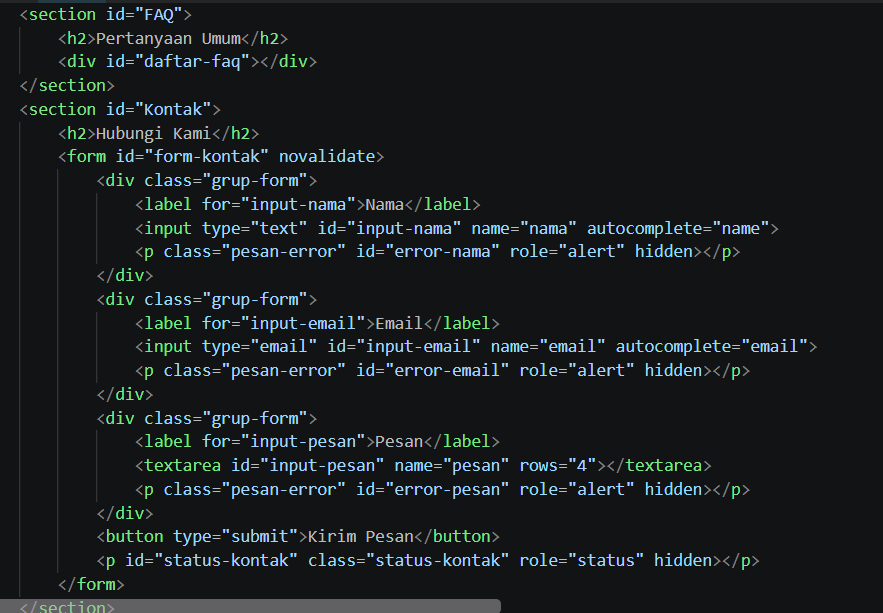 <section id="FAQ">
<h2>Pertanyaan Umum</h2>
<div id="daftar-faq"></div>
</section>
<section id="Kontak">
<h2>Hubungi Kami</h2>
<form id="form-kontak" novalidate>
<div class="grup-form">
<label for="input-nama">Nama</label>
<input type="text" id="input-nama" name="nama" autocomplete="name">
<p class="pesan-error" id="error-nama" role="alert" hidden></p>
</div>
<div class="grup-form">
<label for="input-email">Email</label>
<input type="email" id="input-email" name="email" autocomplete="email">
<p class="pesan-error" id="error-email" role="alert" hidden></p>
</div>
<div class="grup-form">
<label for="input-pesan">Pesan</label>
<textarea id="input-pesan" name="pesan" rows="4"></textarea>
<p class="pesan-error" id="error-pesan" role="alert" hidden></p>
</div>
<button type="submit">Kirim Pesan</button>
<p id="status-kontak" class="status-kontak" role="status" hidden></p>
</form>
</section>